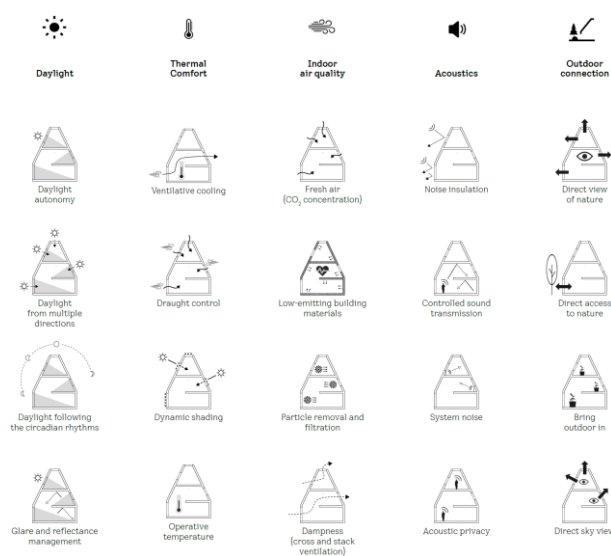 Daylight
Thermal
Comfort
Indoor
air quality
Acoustics
Outdoor
connection
Daylight
autonomy
Ventilative cooling
Fresh air
(CO₂ concentration)
Noise insulation
Direct view
of nature
Daylight
from multiple
directions
Draught control
Low-emitting building
materials
Controlled sound
transmission
Direct access
to nature
Daylight following
the circadian rhythms
Dynamic shading
Particle removal and
filtration
System noise
Bring
outdoor in
Glare and reflectance
management
Operative
temperature
Dampness
(cross and stack
ventilation)
Acoustic privacy
Direct sky view